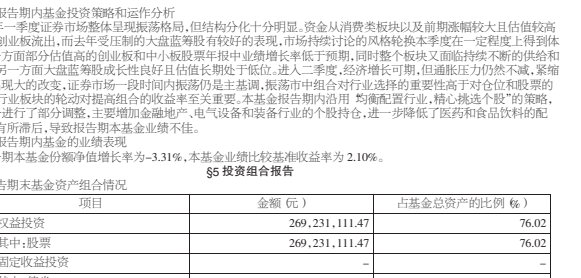 报告期内基金投资策略和运作分析
年一季度证券市场整体呈现振荡格局,但结构分化十分明显。资金从消费类板块以及前期涨幅较大且估值较高
创业板流出,而去年受压制的大盘蓝筹股有较好的表现,市场持续讨论的风格轮换本季度在一定程度上得到体
方面部分估值高的创业板和中小板股票年报中业绩增长率低于预期,同时整个板块又面临持续不断的供给和
另一方面大盘蓝筹股成长性良好且估值长期处于低位。进入二季度,经济增长可期,但通胀压力仍然不减,紧缩
现大的改变,证券市场一段时间内振荡仍是主基调,振荡市中组合对行业选择的重要性高于对仓位和股票的
行业板块的轮动对提高组合的收益率至关重要。本基金报告期内沿用“均衡配置行业,精心挑选个股”的策略,
进行了部分调整,主要增加金融地产、电气设备和装备行业的个股持仓,进一步降低了医药和食品饮料的配
有所滞后,导致报告期本基金业绩不佳。
报告期内基金的业绩表现
期本基金份额净值增长率为-3.31%,本基金业绩比较基准收益率为 2.10%。
§5 投资组合报告
告期末基金资产组合情况
项目 金额(元) 占基金总资产的比例(%)
权益投资 269,231,111.47 76.02
其中:股票 269,231,111.47 76.02
固定收益投资 – –